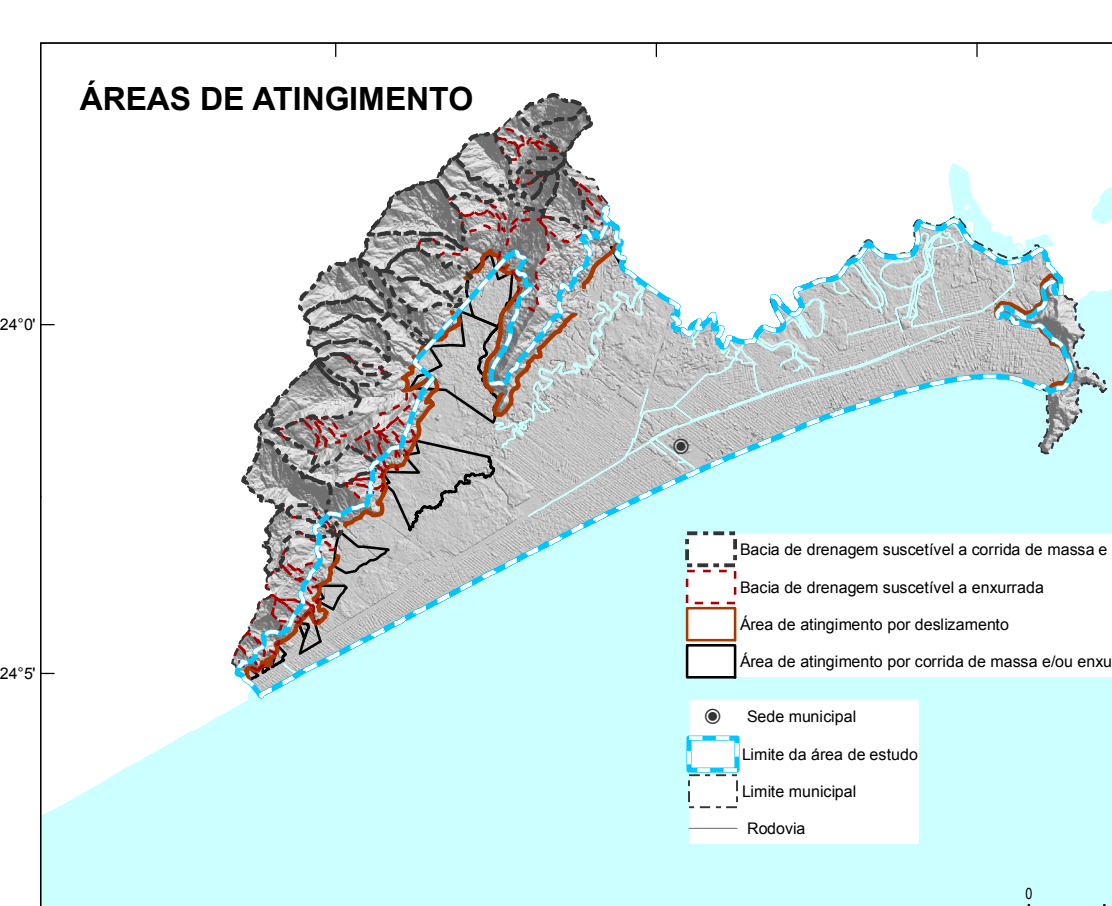 ÁREAS DE ATINGIMENTO
24°0'
Bacia de drenagem suscetível a corrida de massa e
Bacia de drenagem suscetível a enxurrada
Área de atingimento por deslizamento
Área de atingimento por corrida de massa e/ou enxu
24°5'
Sede municipal
Limite da área de estudo
Limite municipal
Rodovia
0